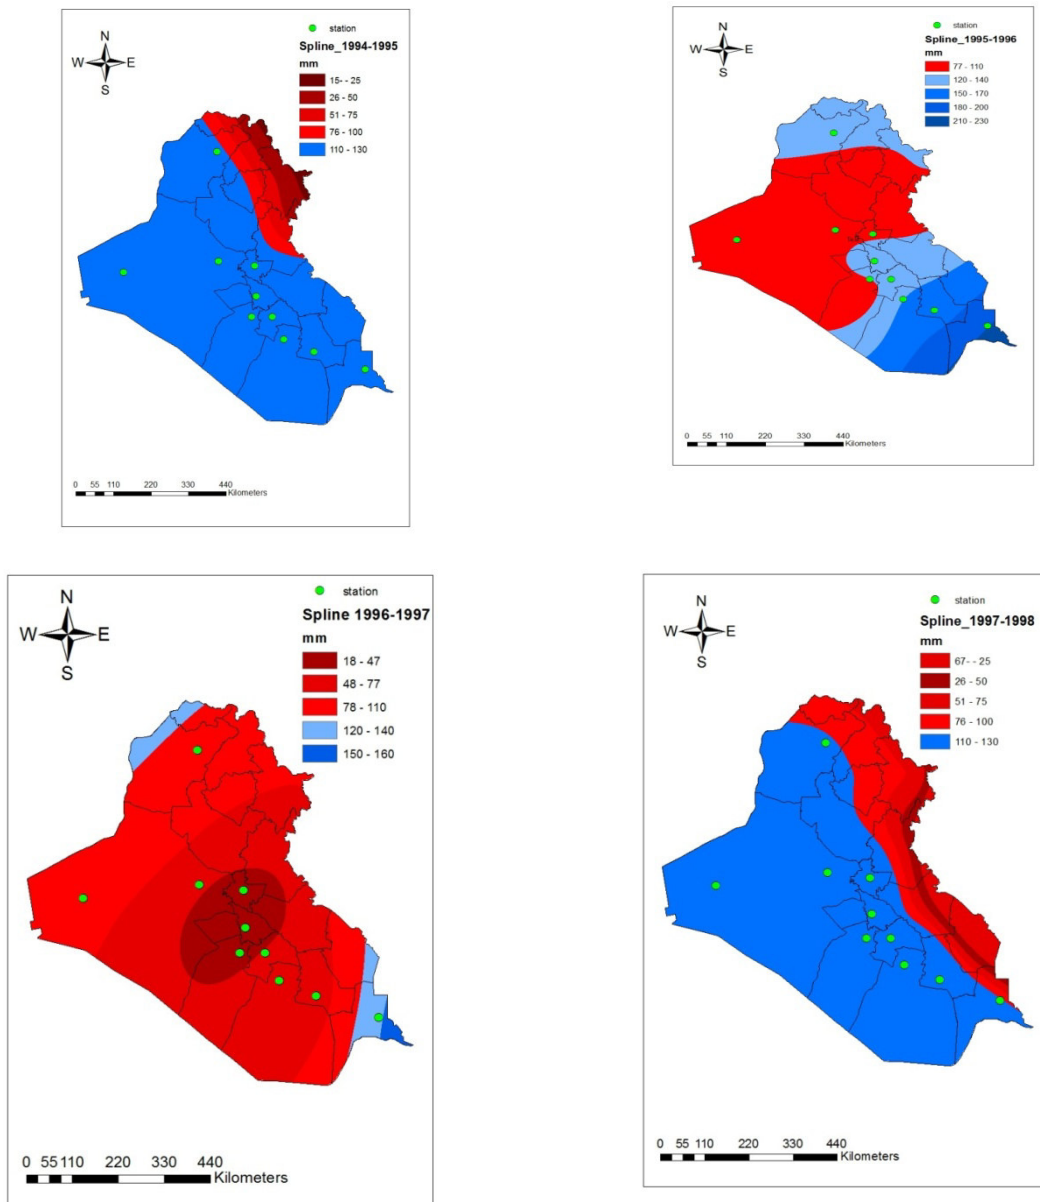 station
Spline_1994-1995
mm
15- - 25
26 - 50
51 - 75
76 - 100
110 - 130
N
W E
S
0 55 110 220 330 440
Kilometers
station
Spline_1995-1996
mm
77 - 110
120 - 140
150 - 170
180 - 200
210 - 230
N
W E
S
0 55 110 220 330 440
Kilometers
station
Spline 1996-1997
mm
18 - 47
48 - 77
78 - 110
120 - 140
150 - 160
N
W E
S
0 55 110 220 330 440
Kilometers
station
Spline_1997-1998
mm
67- - 25
26 - 50
51 - 75
76 - 100
110 - 130
N
W E
S
0 55 110 220 330 440
Kilometers